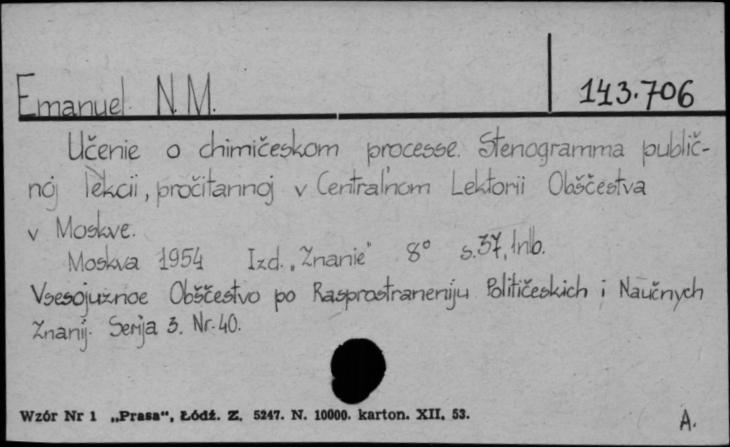 Emanuel N.M.
143.706
Učenie o chimičeskom processe. Stenogramma publič-
noj lekcii, pročitannoj v Central'nom Lektorii Obščestva
v Moskve.
Moskva 1954 Izd. „Znanie" 8° s.37, 1nlb.
Vsesojuznoe Obščestvo po Rasprostraneniju Političeskich i Naučnych
Znanij. Serija 3. Nr.40.
Wzór Nr 1 „Prasa“, Łódź. Z. 5247. N. 10000. karton. XII. 53.
A.